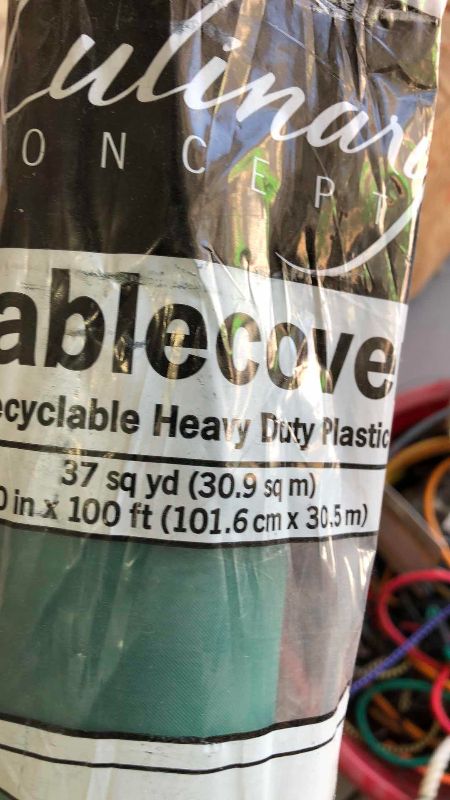 Culinary
ONCEPT
ablecove
ecyclable Heavy Duty Plastic
37 sq yd (30.9 sq m)
0 in x 100 ft (101.6 cm x 30.5 m)